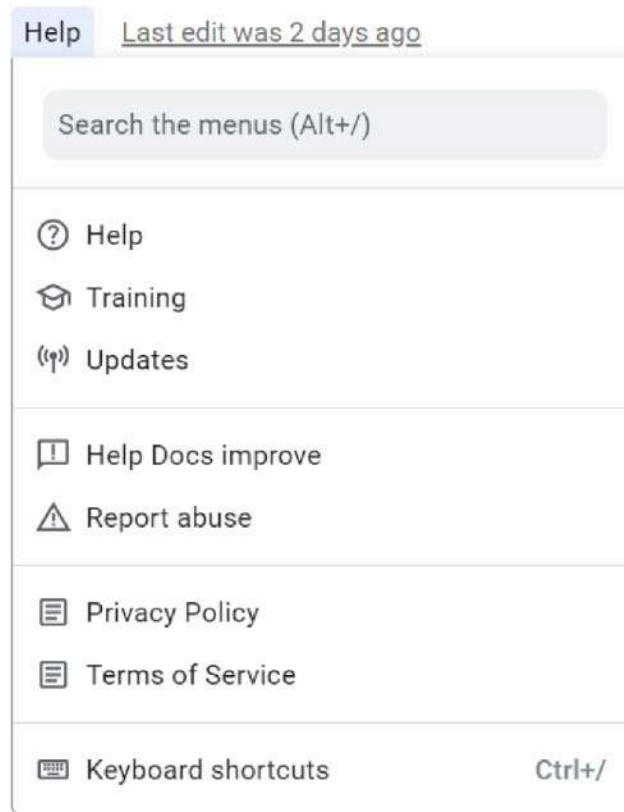 Help Last edit was 2 days ago
Search the menus (Alt+/)
Help
Training
Updates
Help Docs improve
Report abuse
Privacy Policy
Terms of Service
Keyboard shortcuts Ctrl+/